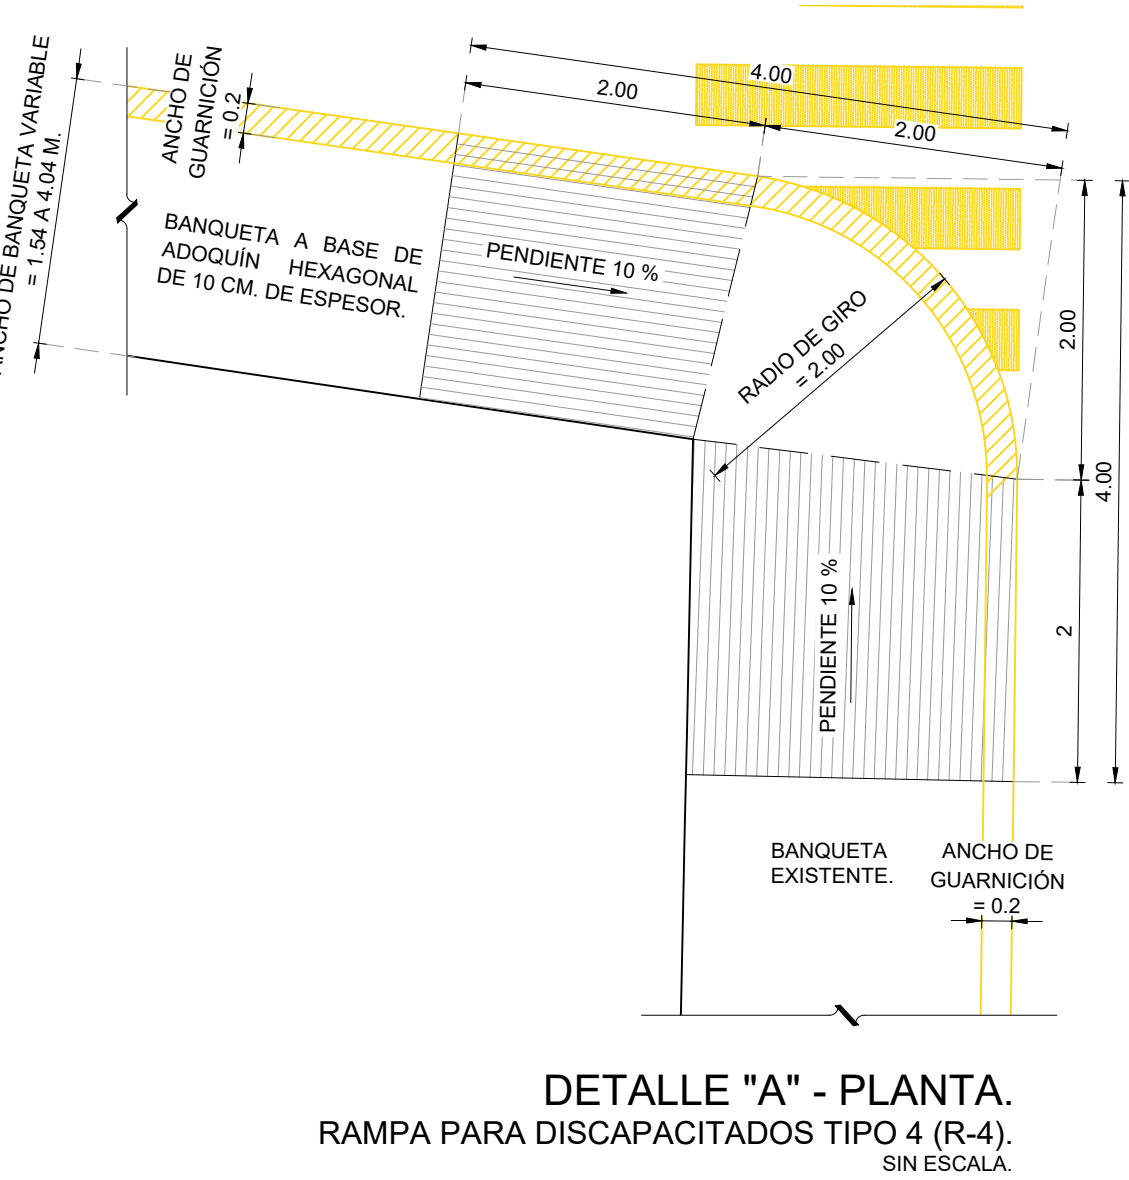 ANCHO DE BANQUETA VARIABLE
= 1.54 A 4.04 M.
ANCHO DE
GUARNICIÓN
= 0.2
4.00
2.00
2.00
BANQUETA A BASE DE
ADOQUÍN HEXAGONAL
DE 10 CM. DE ESPESOR.
PENDIENTE 10 %
RADIO DE GIRO
= 2.00
2.00
4.00
2
PENDIENTE 10 %
BANQUETA
EXISTENTE.
ANCHO DE
GUARNICIÓN
= 0.2
DETALLE "A" - PLANTA.
RAMPA PARA DISCAPACITADOS TIPO 4 (R-4).
SIN ESCALA.